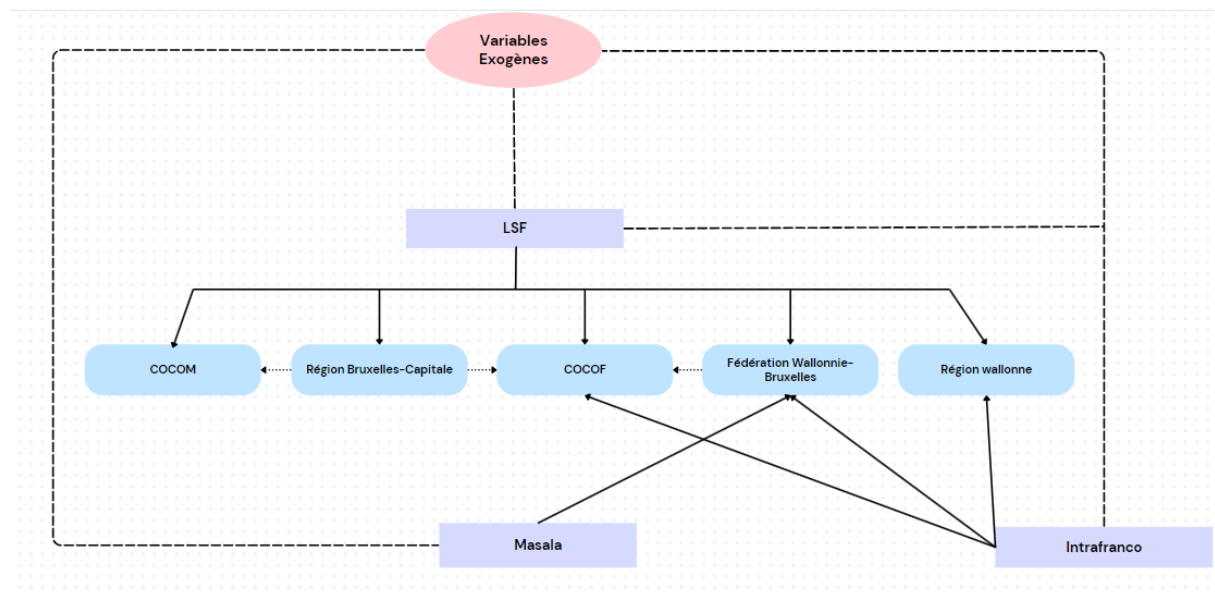 Variables
Exogènes
LSF
COCOM
Région Bruxelles-Capitale
COCOF
Fédération Wallonie-
Bruxelles
Région wallonne
Masala
Intrafranco